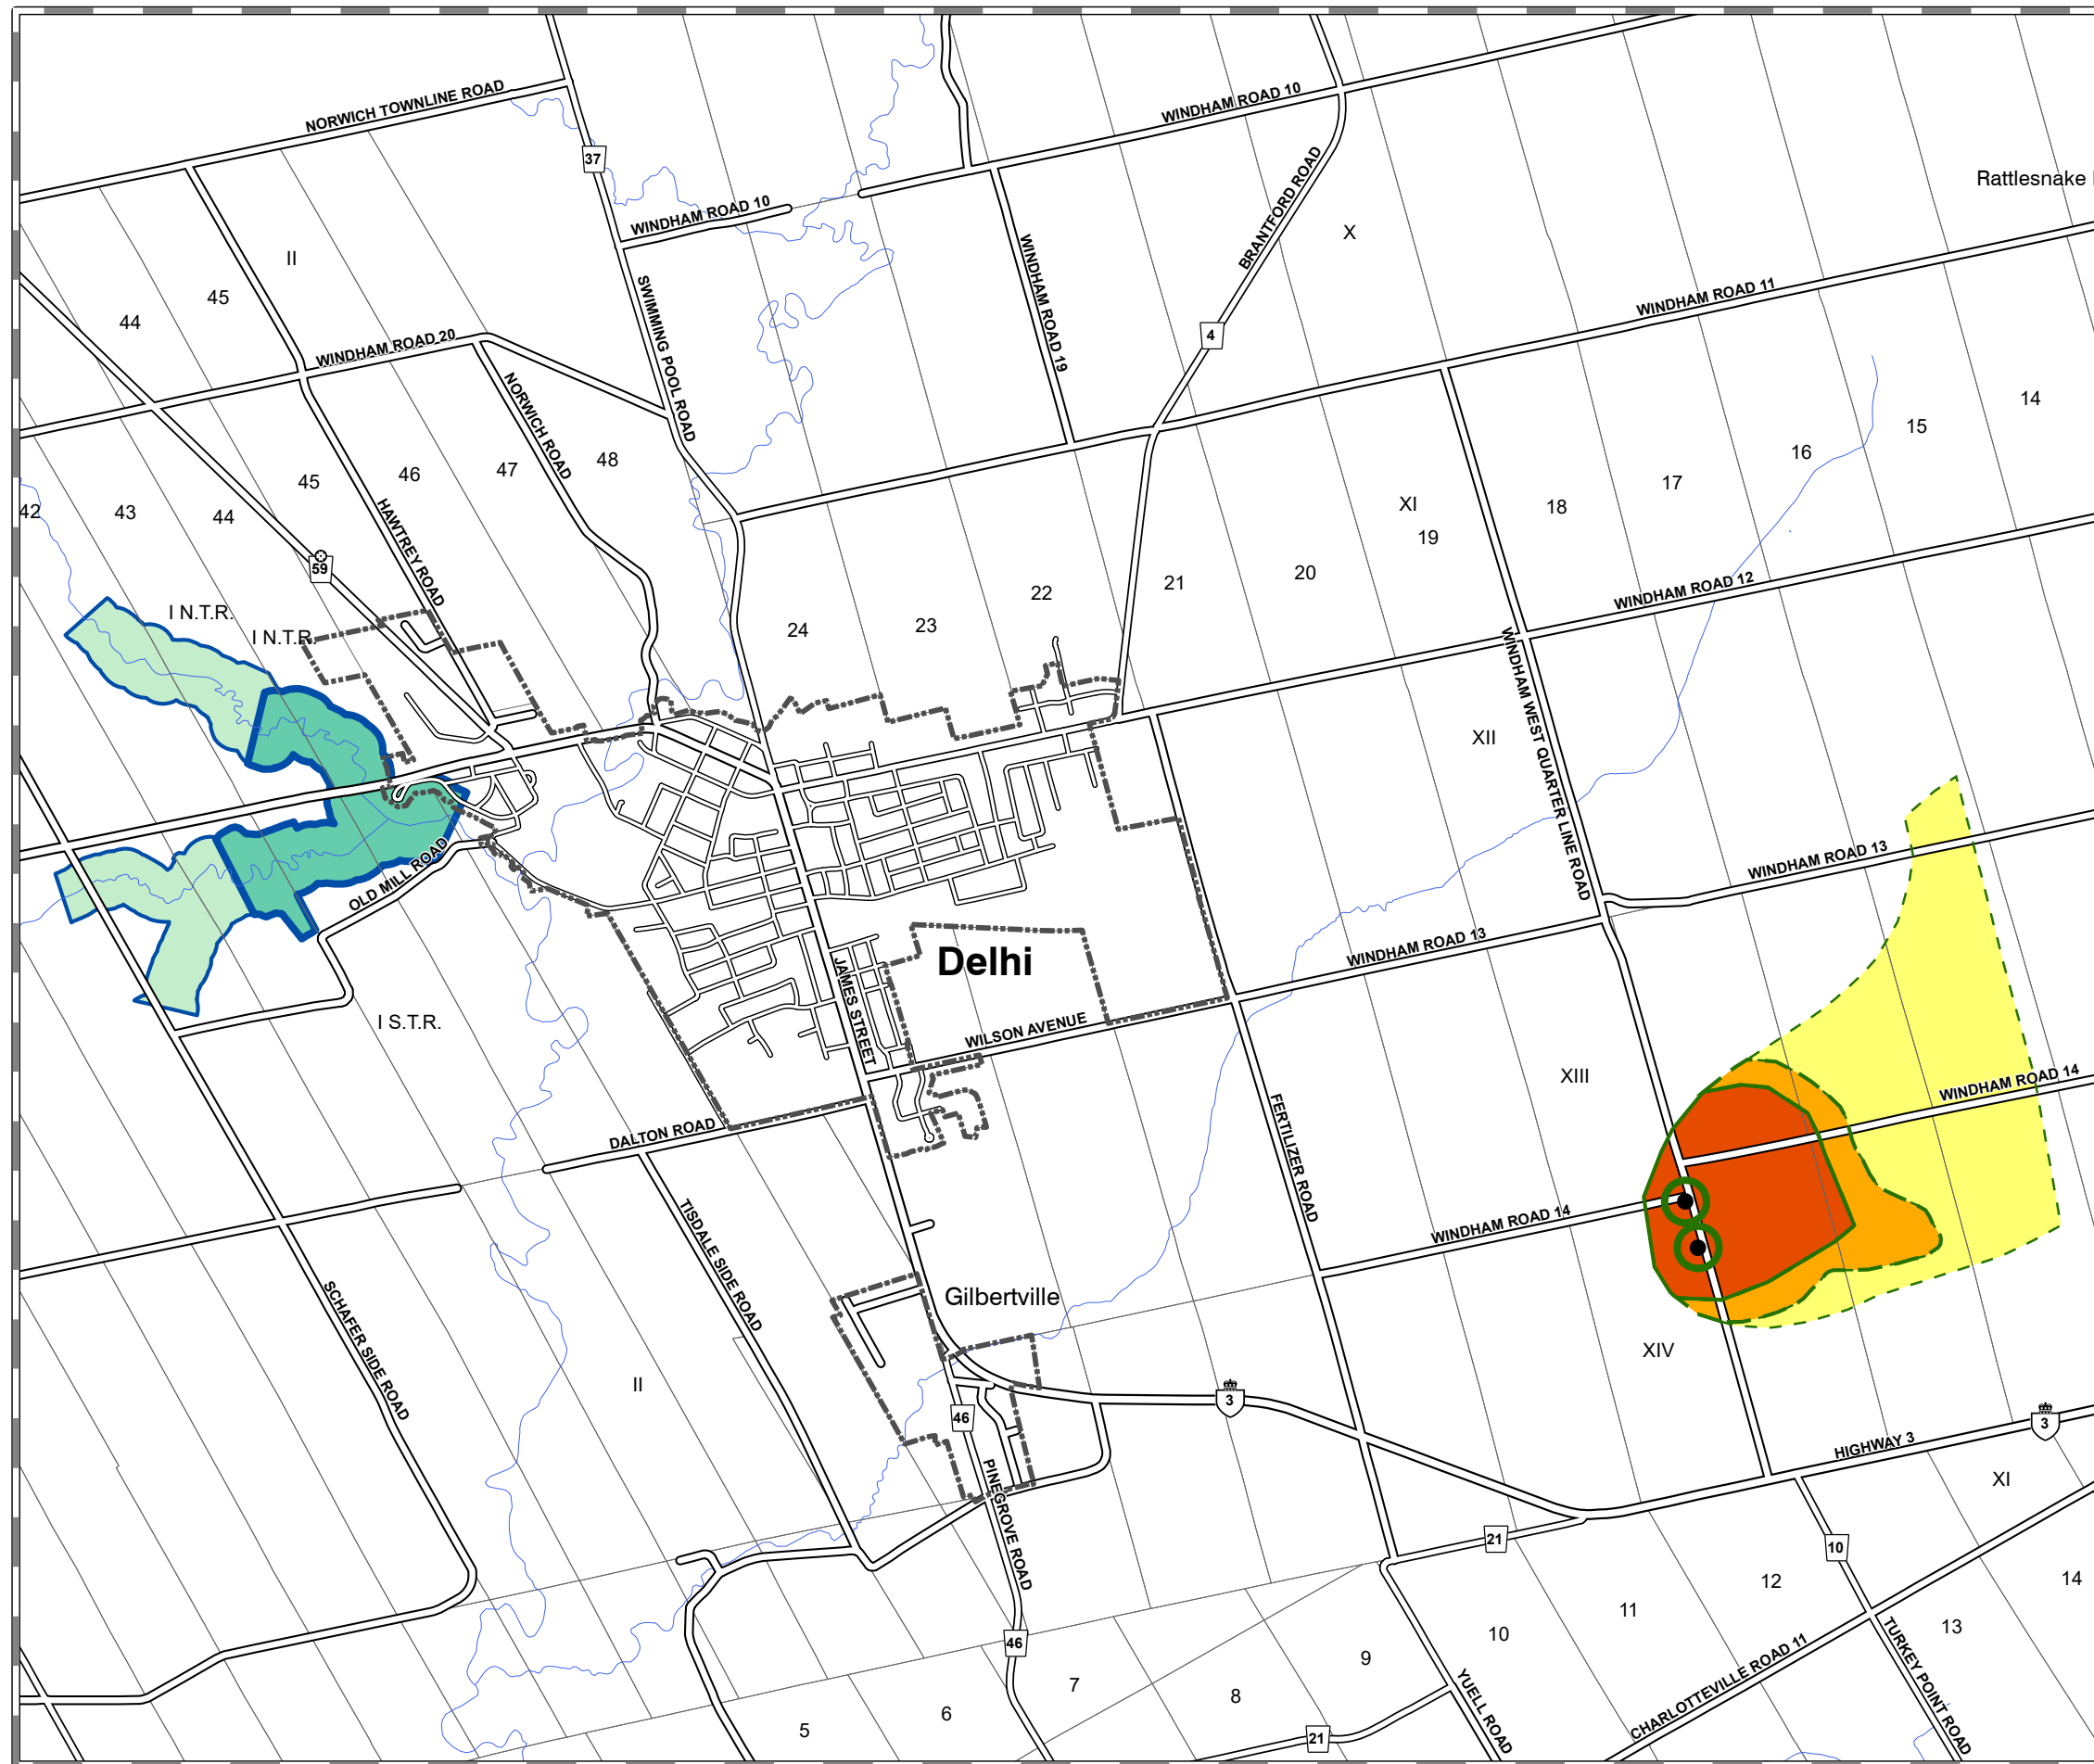 NORWICH TOWNLINE ROAD
WINDHAM ROAD 10
37
Rattlesnake
WINDHAM ROAD 10
BRANTFORD ROAD
X
II
WINDHAM ROAD 19
45
44
SWIMMING POOL ROAD
WINDHAM ROAD 11
4
WINDHAM ROAD 20
NORWICH ROAD
14
15
16
48
47
46
45
17
XI
18
19
42
43
44
HAWTREY ROAD
59
20
21
22
WINDHAM ROAD 12
I N.T.R.
I N.T.R.
24
23
WINDHAM WEST QUARTER LINE ROAD
XII
WINDHAM ROAD 13
OLD MILL ROAD
WINDHAM ROAD 13
Delhi
JAMES STREET
I S.T.R.
WILSON AVENUE
XIII
WINDHAM ROAD 14
DALTON ROAD
FERTILIZER ROAD
TISDALE SIDE ROAD
WINDHAM ROAD 14
Gilbertville
SCHAFER SIDE ROAD
XIV
II
3
46
3
HIGHWAY 3
XI
PINEGROVE ROAD
21
10
12
14
11
13
10
46
9
7
8
6
5
YUELL ROAD
CHARLOTTEVILLE ROAD 11
TURKEY POINT ROAD
21